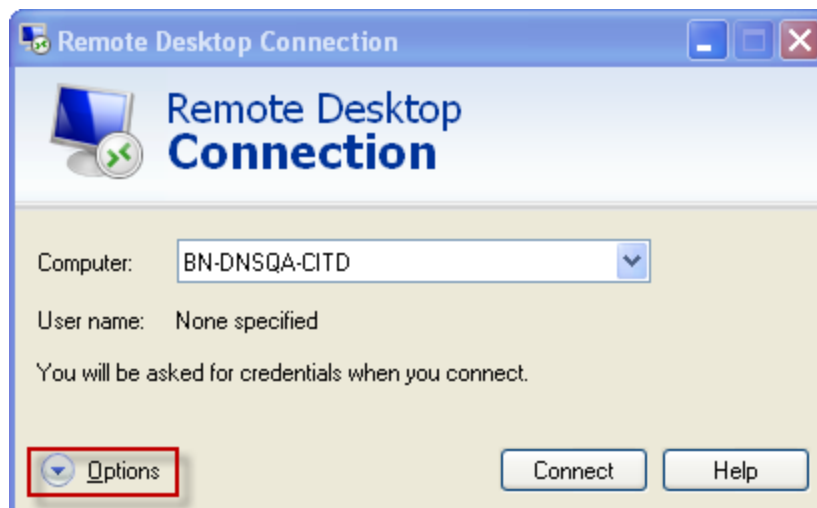 Remote Desktop Connection
Remote Desktop
Connection
Computer: BN-DNSQA-CITD
User name: None specified
You will be asked for credentials when you connect.
Options Connect Help